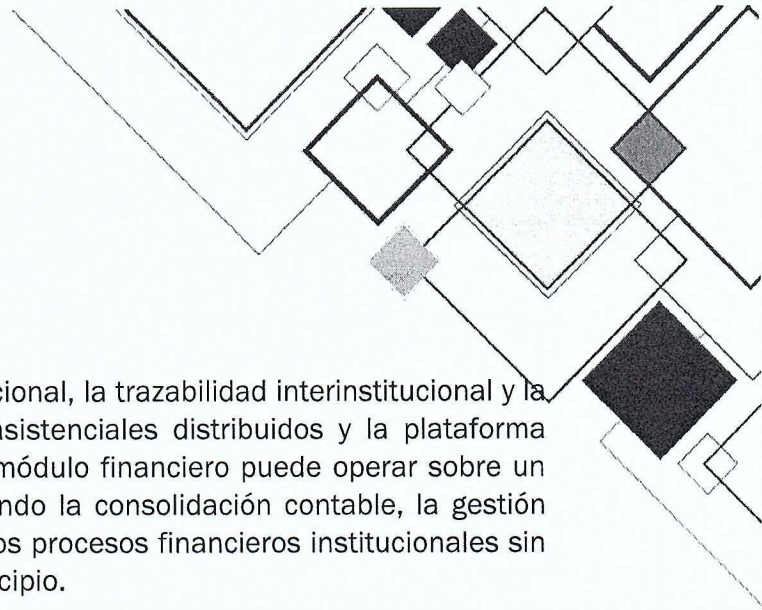 cional, la trazabilidad interinstitucional y la
asistenciales distribuidos y la plataforma
módulo financiero puede operar sobre un
ndo la consolidación contable, la gestión
os procesos financieros institucionales sin
cipio.